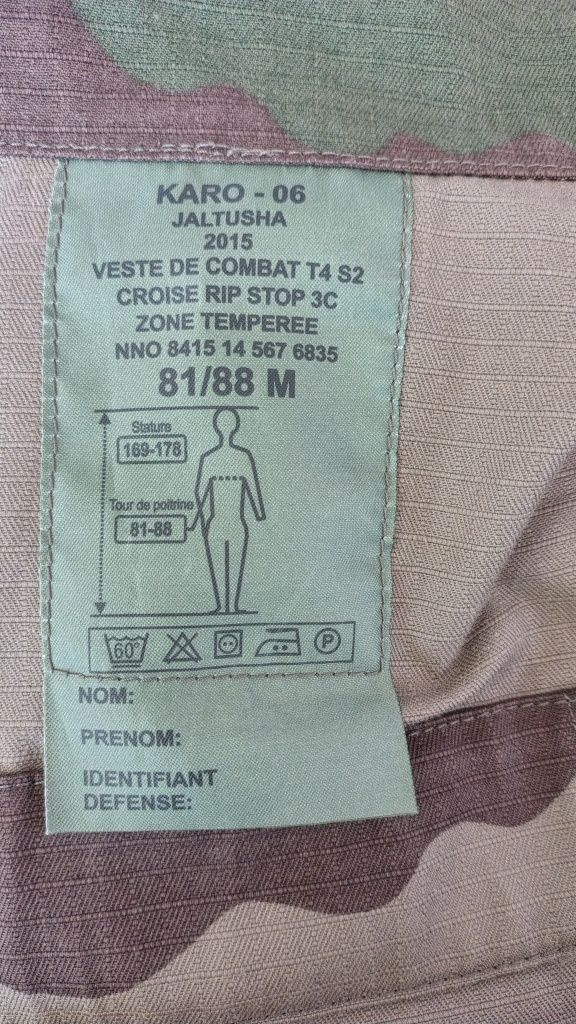 KARO - 06
JALTUSHA
2015
VESTE DE COMBAT T4 S2
CROISE RIP STOP 3C
ZONE TEMPEREE
NNO 8415 14 567 6835
81/88 M
Stature
169-178
Tour de poitrine
81-88
60°
P
NOM:
PRENOM:
IDENTIFIANT
DEFENSE: